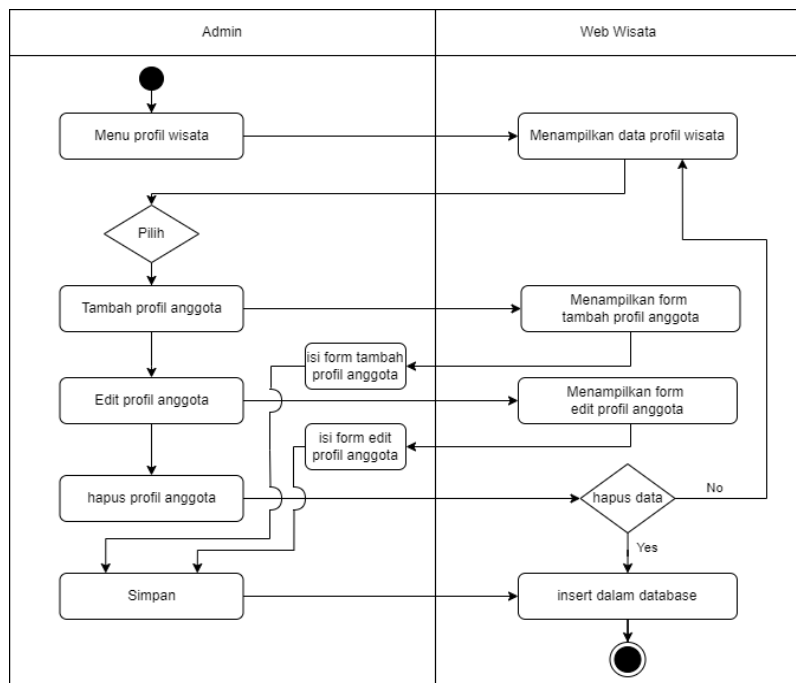 Admin
Web Wisata
Menu profil wisata
Menampilkan data profil wisata
Pilih
Tambah profil anggota
Menampilkan form
tambah profil anggota
isi form tambah
profil anggota
Edit profil anggota
Menampilkan form
edit profil anggota
isi form edit
profil anggota
hapus profil anggota
hapus data
No
Yes
Simpan
insert dalam database